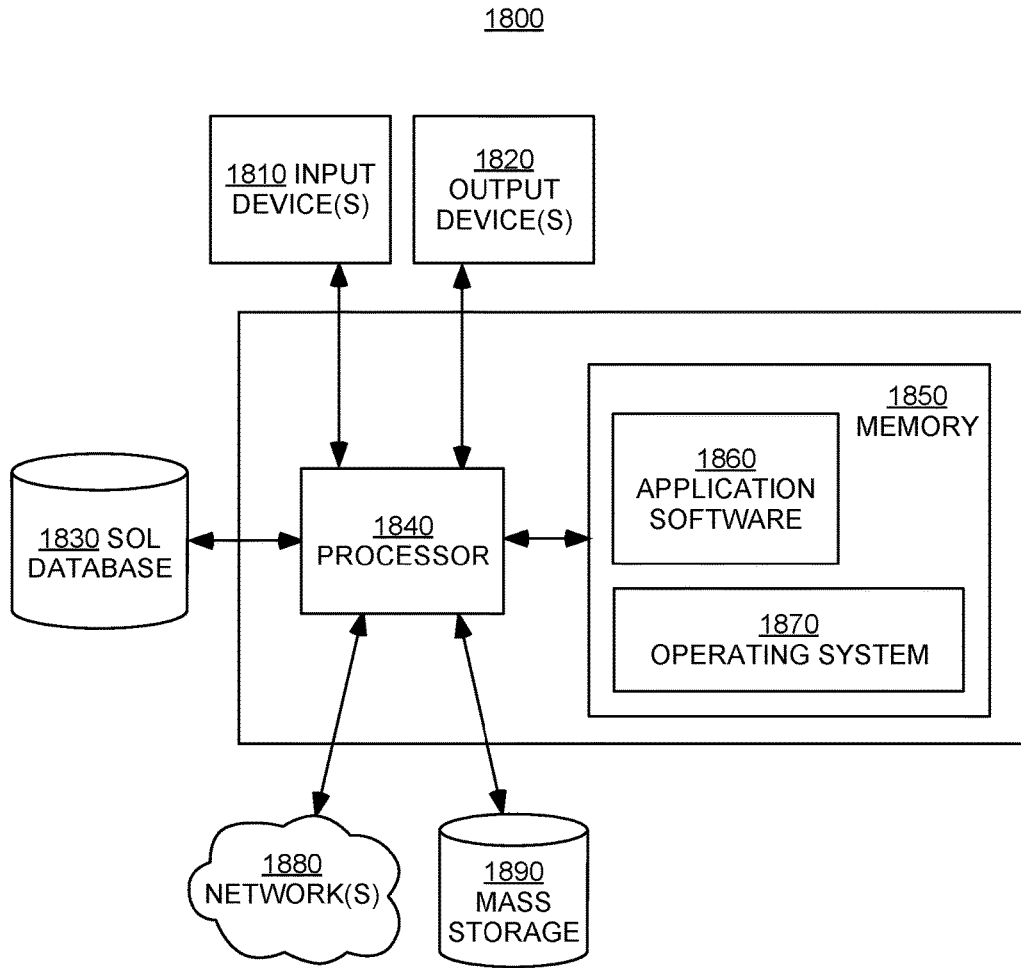 1800
1810 INPUT
DEVICE(S)
1820
OUTPUT
DEVICE(S)
1850
MEMORY
1860
APPLICATION
SOFTWARE
1830 SOL
DATABASE
1840
PROCESSOR
1870
OPERATING SYSTEM
1880
NETWORK(S)
1890
MASS
STORAGE